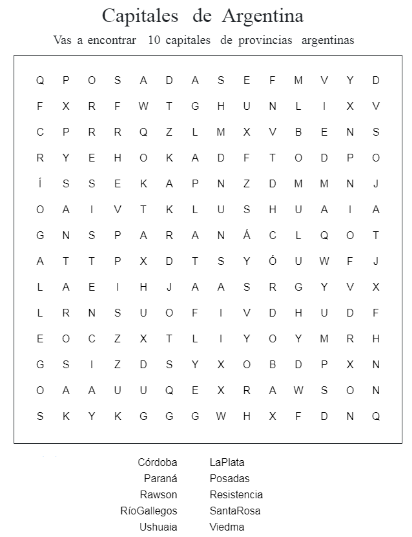 Capitales de Argentina
Vas a encontrar 10 capitales de provincias argentinas
Q P O S A D A S E F M V Y D
F X R F W T G H U N L I X V
C P R R Q Z L M X V B E N S
R Y E H O K A D F T O D P O
Í S S E K A P N Z D M M N J
O A I V T K L U S H U A I A
G N S P A R A N Á C L Q O T
A T T P X D T S Y Ó U W F J
L A E I H J A A S R G Y V X
L R N S U O F I V D H U D F
E O C Z X T L I Y O Y M R H
G S I Z D S Y X O B D P X N
O A A U U Q E X R A W S O N
S K Y K G G G W H X F D N Q
Córdoba LaPlata
Paraná Posadas
Rawson Resistencia
RíoGallegos SantaRosa
Ushuaia Viedma